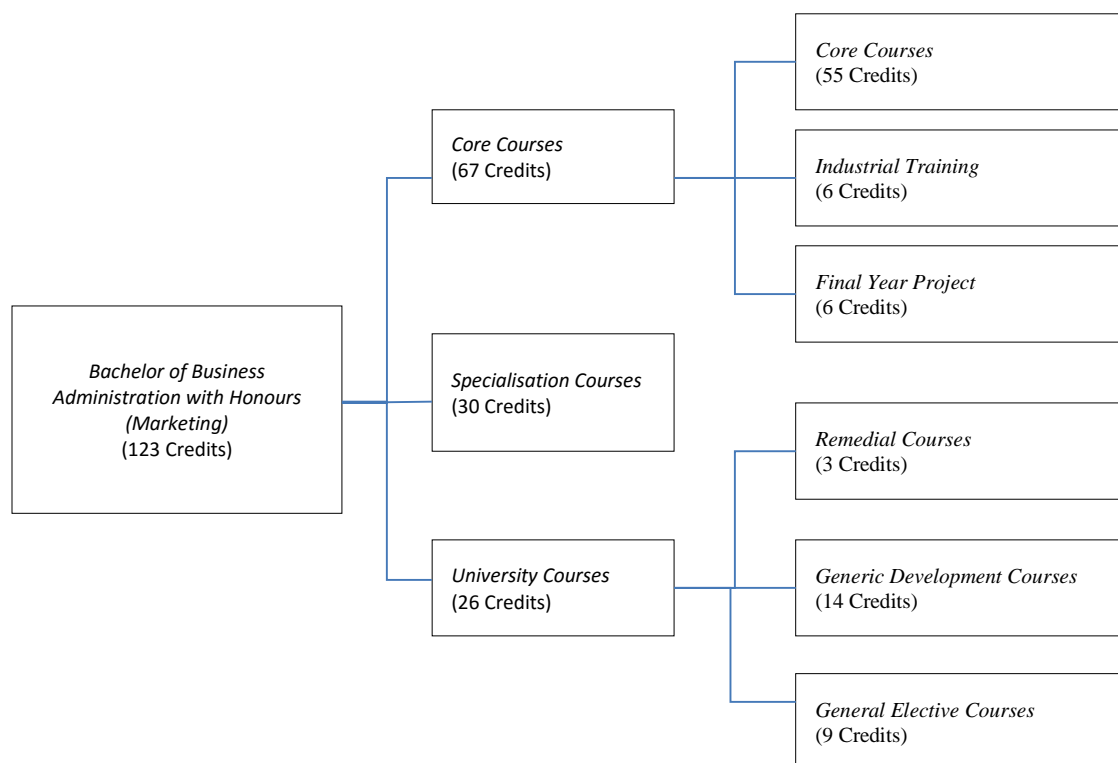 Bachelor of Business
Administration with Honours
(Marketing)
(123 Credits)
Core Courses
(67 Credits)
Core Courses
(55 Credits)
Industrial Training
(6 Credits)
Final Year Project
(6 Credits)
Specialisation Courses
(30 Credits)
University Courses
(26 Credits)
Remedial Courses
(3 Credits)
Generic Development Courses
(14 Credits)
General Elective Courses
(9 Credits)